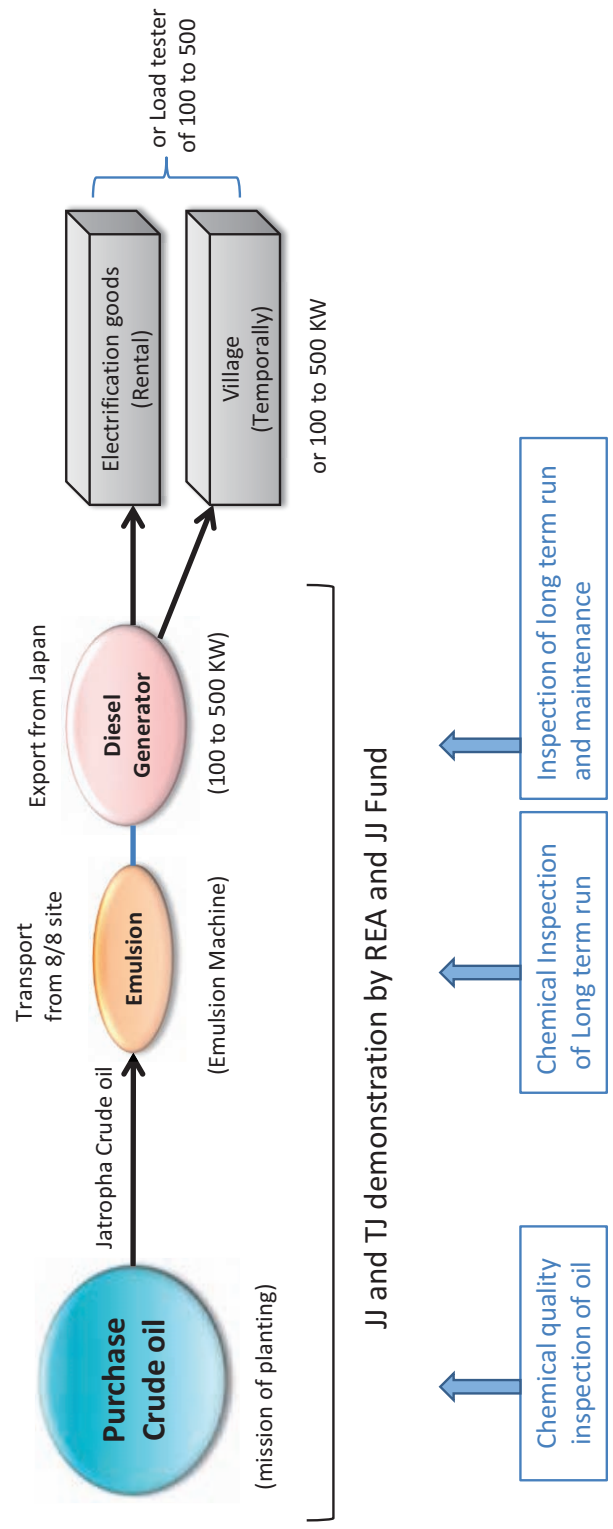 Purchase
Crude oil
(mission of planting)
Jatropha Crude oil
Transport
from 8/8 site
Emulsion
(Emulsion Machine)
Export from Japan
Diesel
Generator
(100 to 500 KW)
Electrification goods
(Rental)
Village
(Temporally)
or 100 to 500 KW
or Load tester
of 100 to 500
JJ and TJ demonstration by REA and JJ Fund
Chemical quality
inspection of oil
Chemical Inspection
of Long term run
Inspection of long term run
and maintenance